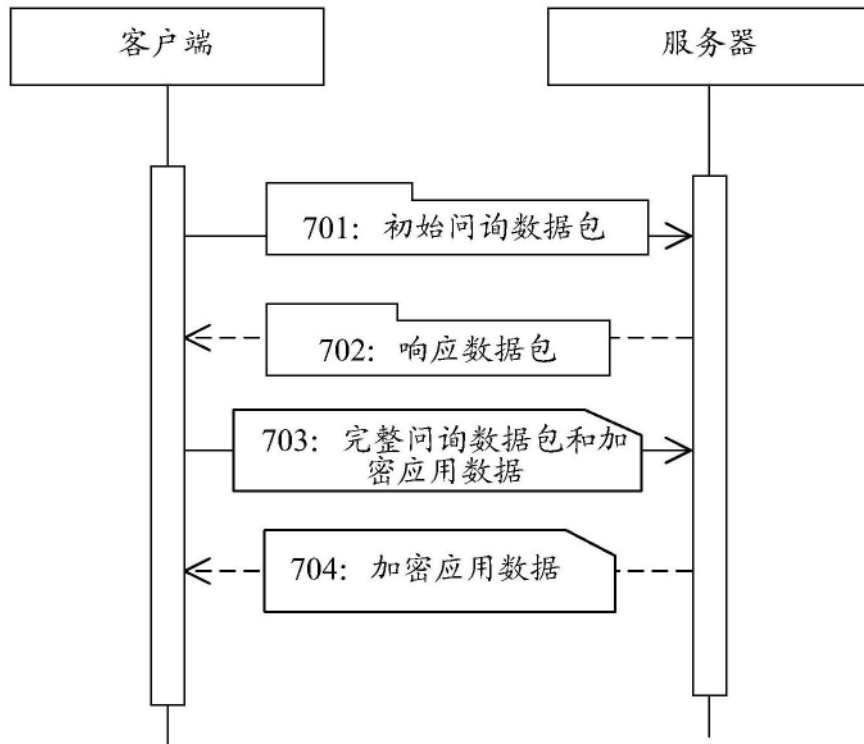 客户端
服务器
701：初始问询数据包
702：响应数据包
703：完整问询数据包和加
密应用数据
704：加密应用数据